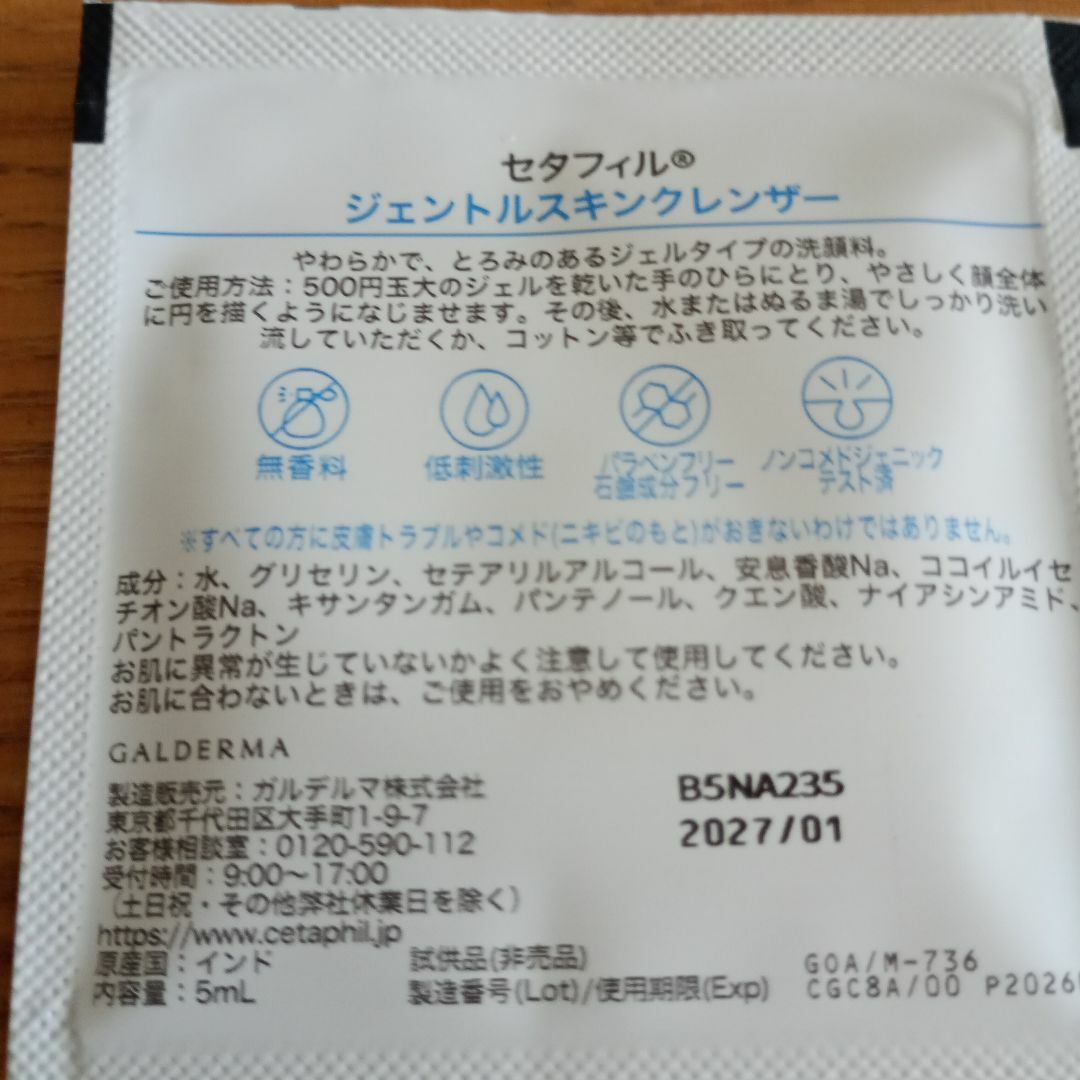 セタフィル®
ジェントルスキンクレンザー
やわらかで、とろみのあるジェルタイプの洗顔料。
ご使用方法：500円玉大のジェルを乾いた手のひらにとり、やさしく顔全体
に円を描くようになじませます。その後、水またはぬるま湯でしっかり洗い
流していただくか、コットン等でふき取ってください。
無香料 低刺激性 パラベンフリー ノンコメドジェニック
石鹸成分フリー テスト済
※すべての方に皮膚トラブルやコメド(ニキビのもと)がおきないわけではありません。
成分：水、グリセリン、セテアリルアルコール、安息香酸Na、ココイルイセ
チオン酸Na、キサンタンガム、パンテノール、クエン酸、ナイアシンアミド、
パントラクトン
お肌に異常が生じていないかよく注意して使用してください。
お肌に合わないときは、ご使用をおやめください。
GALDERMA
製造販売元：ガルデルマ株式会社
東京都千代田区大手町1-9-7
お客様相談室：0120-590-112
受付時間：9:00〜17:00
（土日祝・その他弊社休業日を除く）
https://www.cetaphil.jp
原産国：インド
内容量：5mL
B5NA235
2027/01
試供品(非売品)
製造番号(Lot)/使用期限(Exp)
GOA/M-736
CGC8A/00 P2026